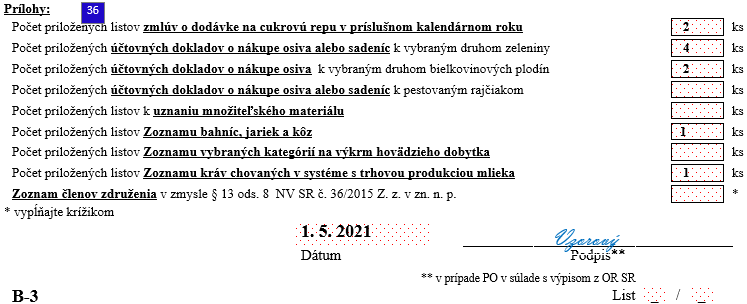 Prílohy: 36
Počet priložených listov zmlúv o dodávke na cukrovú repu v príslušnom kalendárnom roku 2 ks
Počet priložených listov účtovných dokladov o nákupe osiva alebo sadeníc k vybraným druhom zeleniny 4 ks
Počet priložených listov účtovných dokladov o nákupe osiva k vybraným druhom bielkovinových plodín 2 ks
Počet priložených listov účtovných dokladov o nákupe osiva alebo sadeníc k pestovaným rajčiakom ks
Počet priložených listov k uznaniu množiteľského materiálu ks
Počet priložených listov Zoznamu bahníc, jariek a kôz 1 ks
Počet priložených listov Zoznamu vybraných kategórií na výkrm hovädzieho dobytka ks
Počet priložených listov Zoznamu kráv chovaných v systéme s trhovou produkciou mlieka 1 ks
Zoznam členov združenia v zmysle § 13 ods. 8 NV SR č. 36/2015 Z. z. v zn. n. p. *
* vypĺňajte krížikom
1. 5. 2021 Vzorový
Dátum Podpis**
** v prípade PO v súlade s výpisom z OR SR
B-3 List _ / _